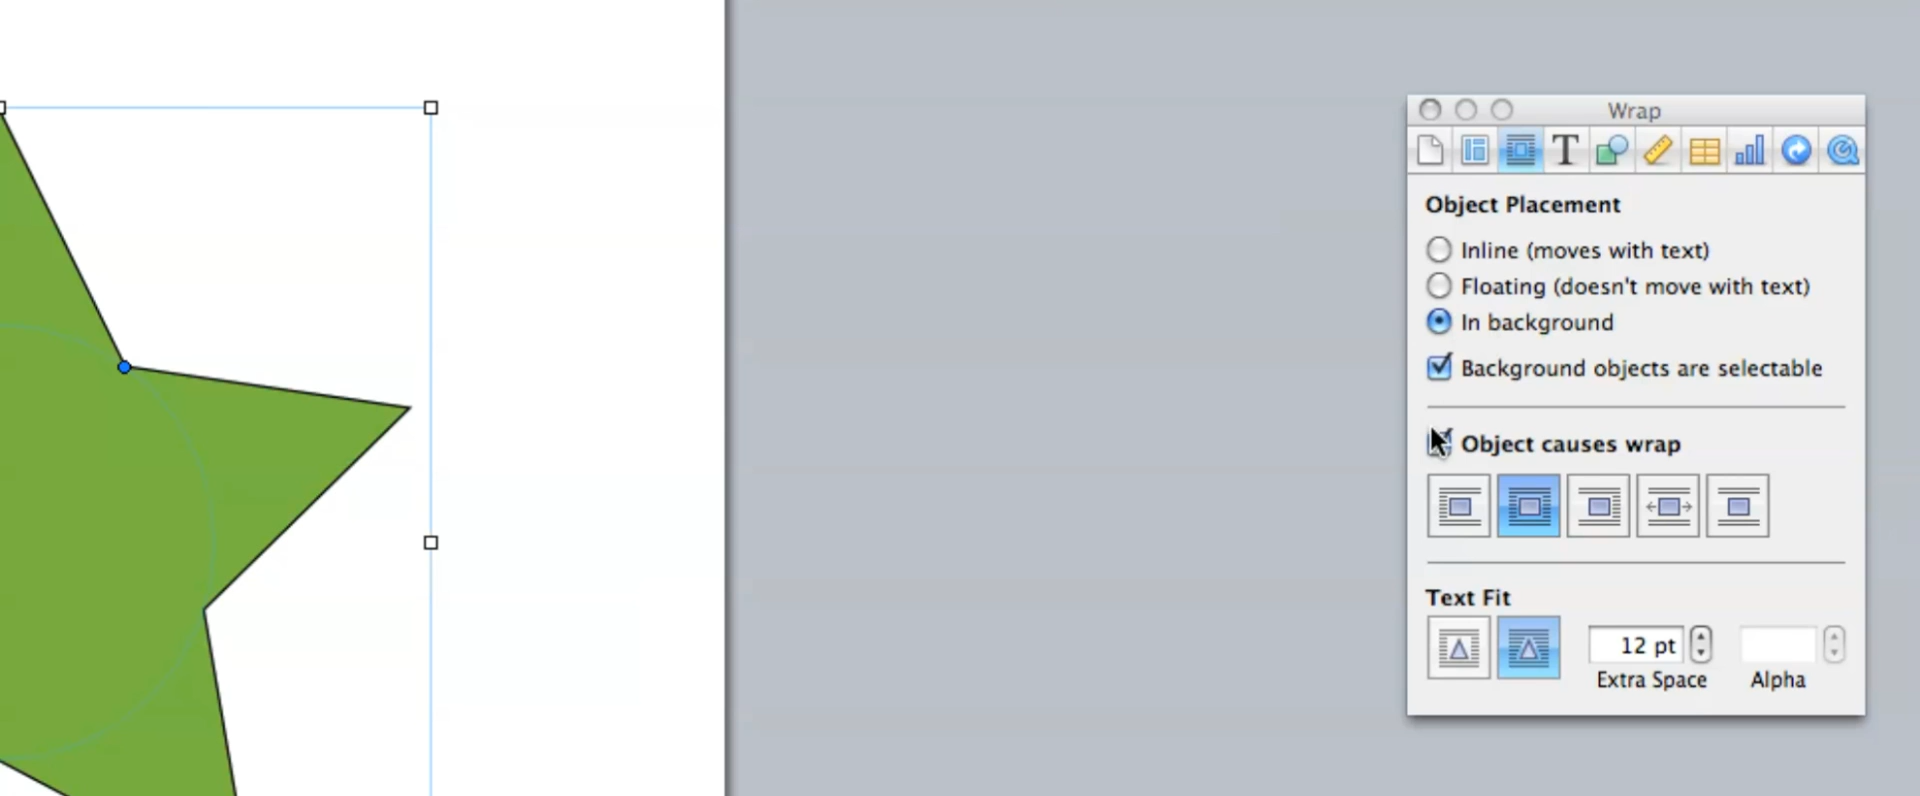 Wrap
T
Object Placement
Inline (moves with text)
Floating (doesn't move with text)
In background
Background objects are selectable
Object causes wrap
Text Fit
12 pt
Extra Space
Alpha